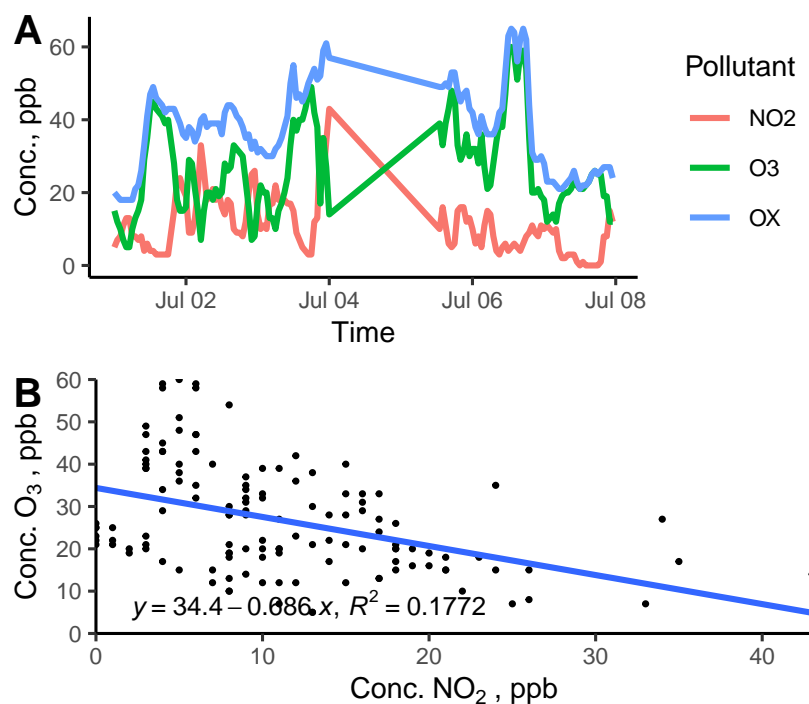 A
Conc., ppb
60
40
20
0
Jul 02
Jul 04
Jul 06
Jul 08
Time
Pollutant
NO2
O3
OX
B
Conc. O₃ , ppb
60
50
40
30
20
10
0
y = 34.4 − 0.686 x, R² = 0.1772
0
10
20
30
40
Conc. NO₂ , ppb